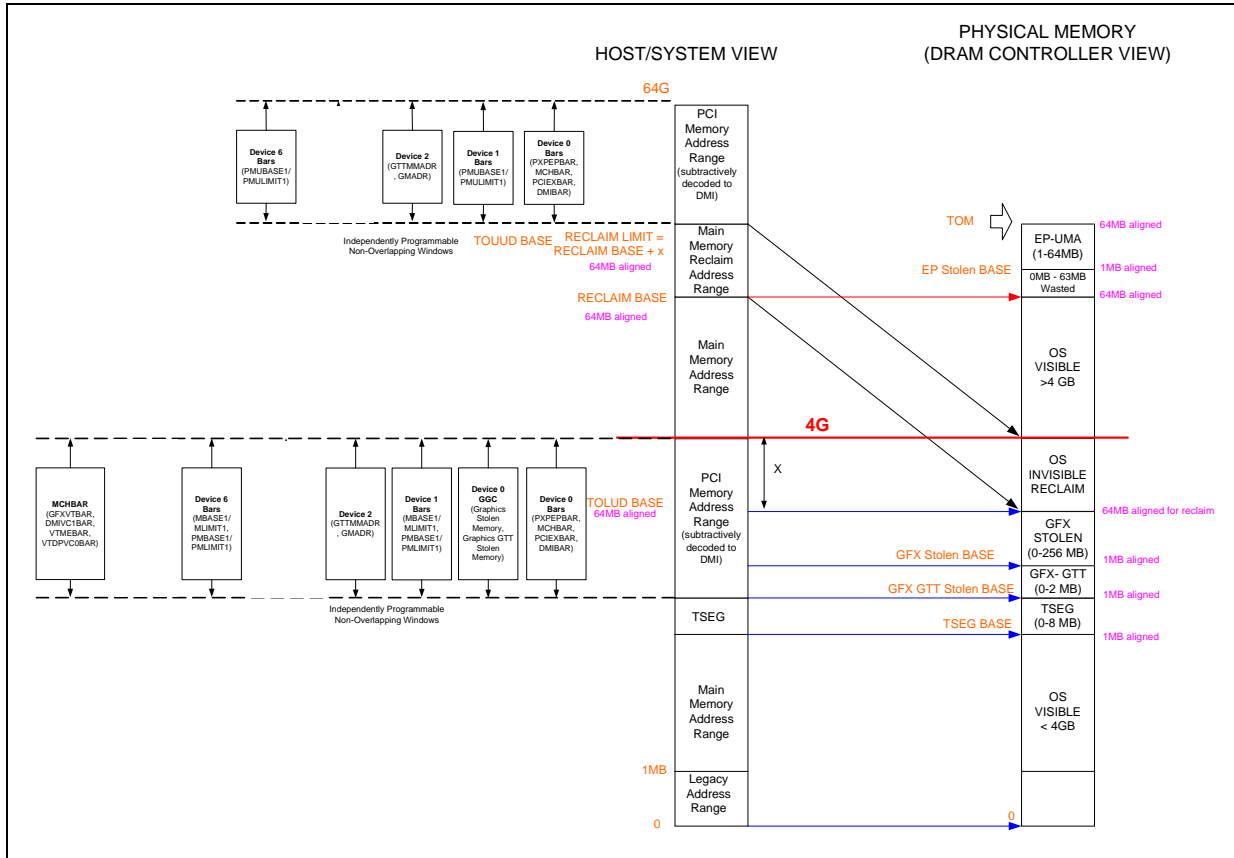 HOST/SYSTEM VIEW
PHYSICAL MEMORY
(DRAM CONTROLLER VIEW)
64G
Device 6
Bars
(PMUBASE1/
PMULIMIT1)
Device 2
(GTTMMADR
, GMADR)
Device 1
Bars
(PMUBASE1/
PMULIMIT1)
Device 0
Bars
(PXPEPBAR,
MCHBAR,
PCIEXBAR,
DMIBAR)
PCI
Memory
Address
Range
(subtractively
decoded to
DMI)
TOM
64MB aligned
Independently Programmable
Non-Overlapping Windows
TOUUD BASE
RECLAIM LIMIT =
RECLAIM BASE + x
64MB aligned
Main
Memory
Reclaim
Address
Range
EP-UMA
(1-64MB)
EP Stolen BASE
1MB aligned
0MB - 63MB
Wasted
RECLAIM BASE
64MB aligned
64MB aligned
Main
Memory
Address
Range
OS
VISIBLE
>4 GB
4G
X
MCHBAR
(GFXVTBAR,
DMIVC1BAR,
VTMEBAR,
VTDPVC0BAR)
Device 6
Bars
(MBASE1/
MLIMIT1,
PMBASE1/
PMLIMIT1)
Device 2
(GTTMMADR
, GMADR)
Device 1
Bars
(MBASE1/
MLIMIT1,
PMBASE1/
PMLIMIT1)
Device 0
GGC
(Graphics
Stolen
Memory,
Graphics GTT
Stolen
Memory)
Device 0
Bars
(PXPEPBAR,
MCHBAR,
PCIEXBAR,
DMIBAR)
TOLUD BASE
64MB aligned
PCI
Memory
Address
Range
(subtractively
decoded to
DMI)
OS
INVISIBLE
RECLAIM
64MB aligned for reclaim
GFX
STOLEN
(0-256 MB)
GFX Stolen BASE
1MB aligned
GFX- GTT
(0-2 MB)
GFX GTT Stolen BASE
1MB aligned
Independently Programmable
Non-Overlapping Windows
TSEG
TSEG
(0-8 MB)
TSEG BASE
1MB aligned
Main
Memory
Address
Range
OS
VISIBLE
< 4GB
1MB
Legacy
Address
Range
0
0